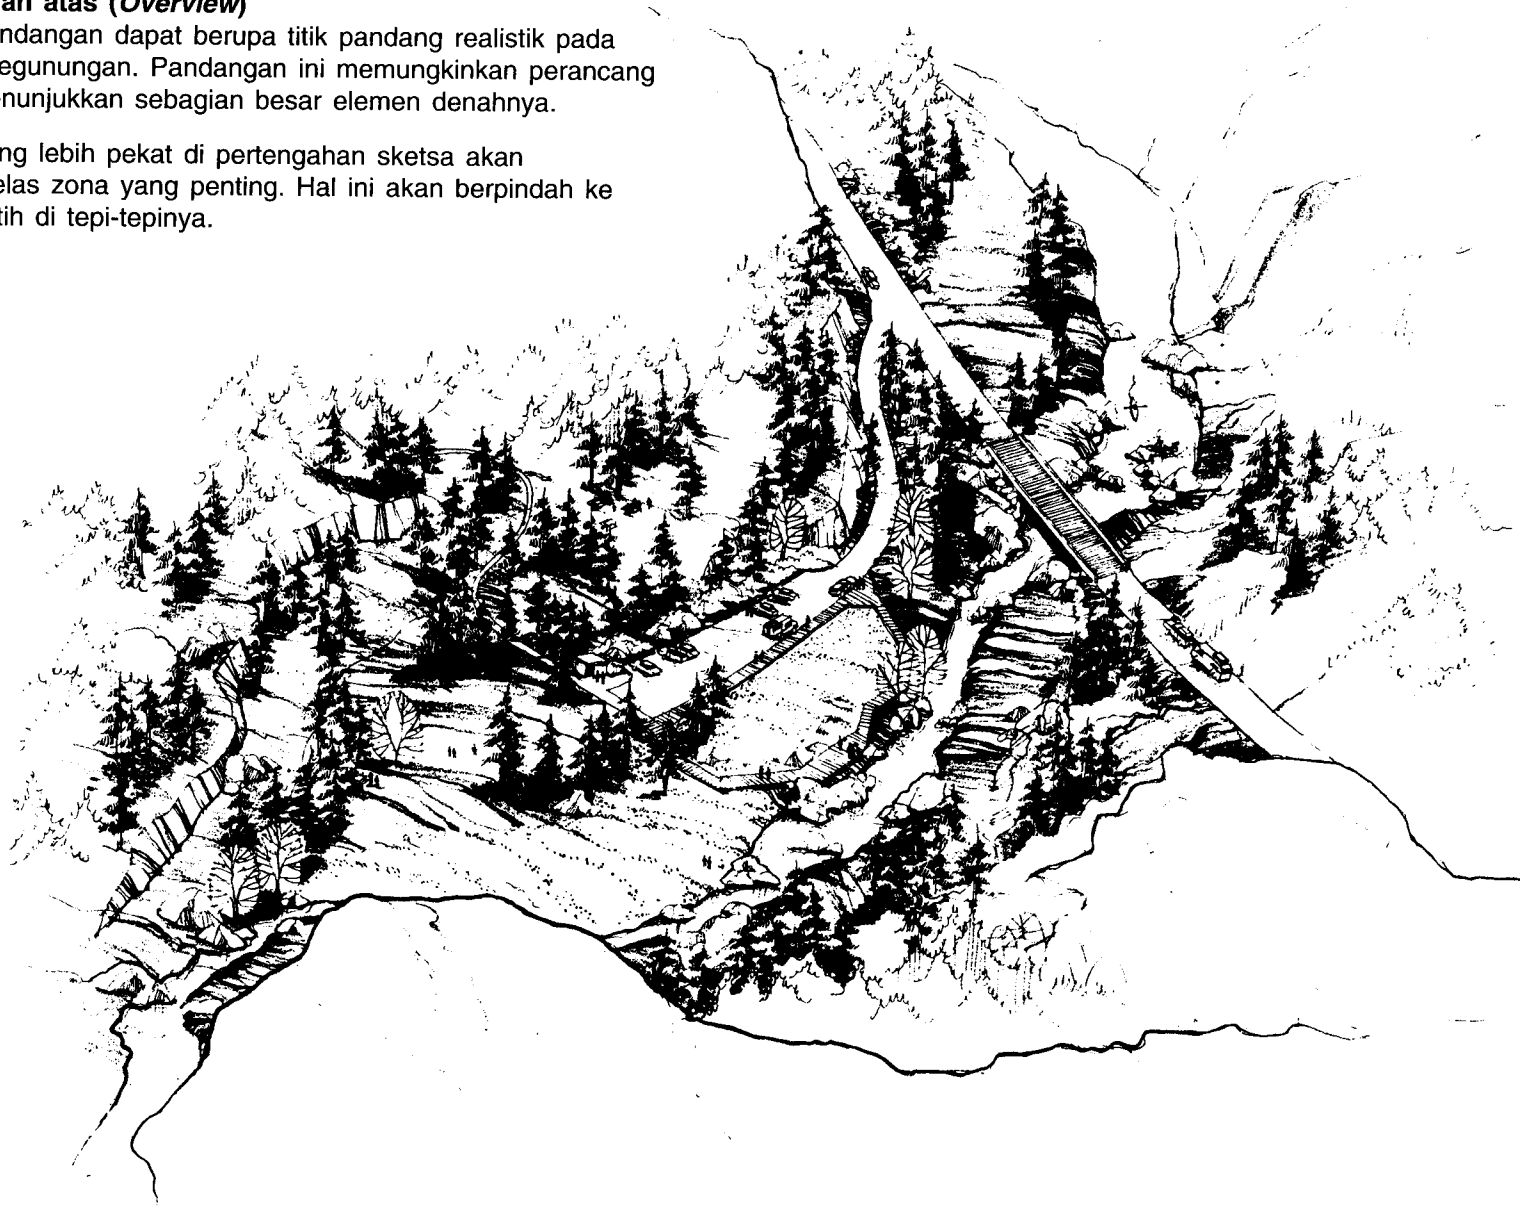 an atas (Overview)
ndangan dapat berupa titik pandang realistik pada
egunungan. Pandangan ini memungkinkan perancang
nunjukkan sebagian besar elemen denahnya.
ng lebih pekat di pertengahan sketsa akan
elas zona yang penting. Hal ini akan berpindah ke
tih di tepi-tepinya.